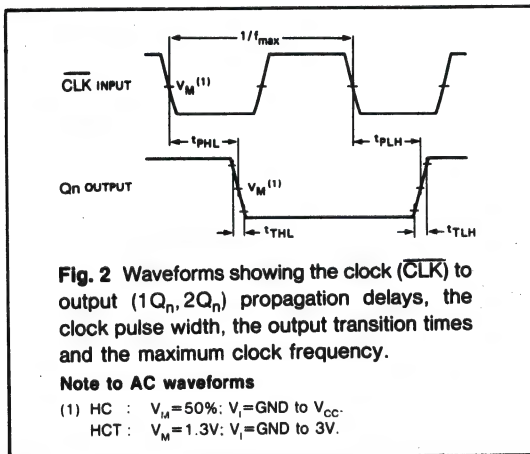 1/fmax
CLK INPUT
VM(1)
tPHL
tPLH
Qn OUTPUT
VM(1)
tTHL
tTLH
Fig. 2 Waveforms showing the clock (CLK) to
output (1Qn, 2Qn) propagation delays, the
clock pulse width, the output transition times
and the maximum clock frequency.
Note to AC waveforms
(1) HC : VM=50%; VI=GND to VCC.
HCT : VM=1.3V; VI=GND to 3V.